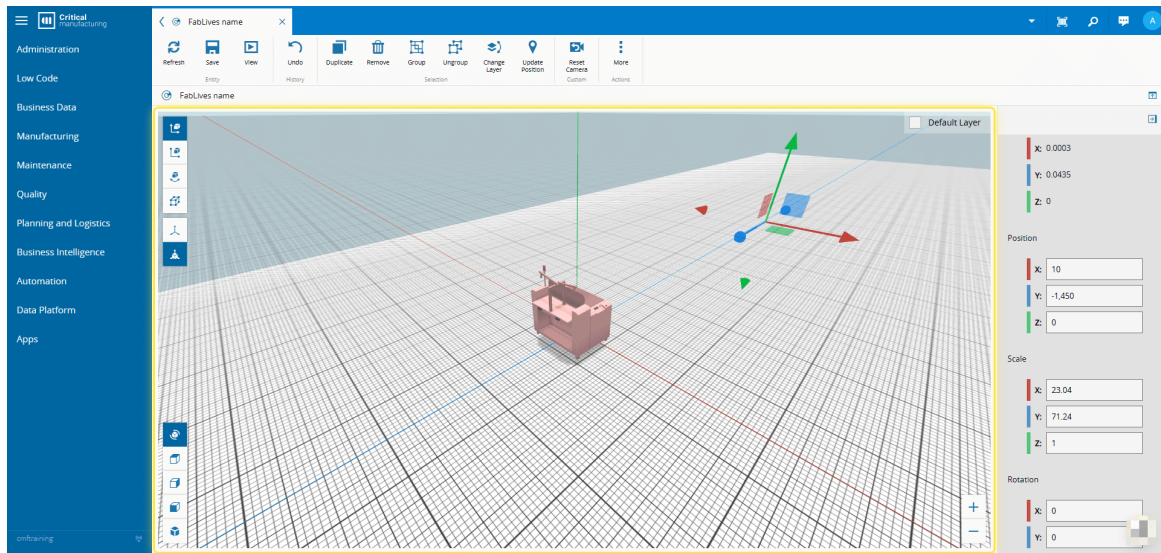 Critical
manufacturing
FabLives name
A
Administration
Low Code
Business Data
Manufacturing
Maintenance
Quality
Planning and Logistics
Business Intelligence
Automation
Data Platform
Apps
cmftraining
Refresh
Save
View
Undo
Duplicate
Remove
Group
Ungroup
Change
Layer
Update
Position
Reset
Camera
More
Entity
History
Selection
Custom
Actions
FabLives name
Default Layer
X: 0.0003
Y: 0.0435
Z: 0
Position
X: 10
Y: -1,450
Z: 0
Scale
X: 23.04
Y: 71.24
Z: 1
Rotation
X: 0
Y: 0